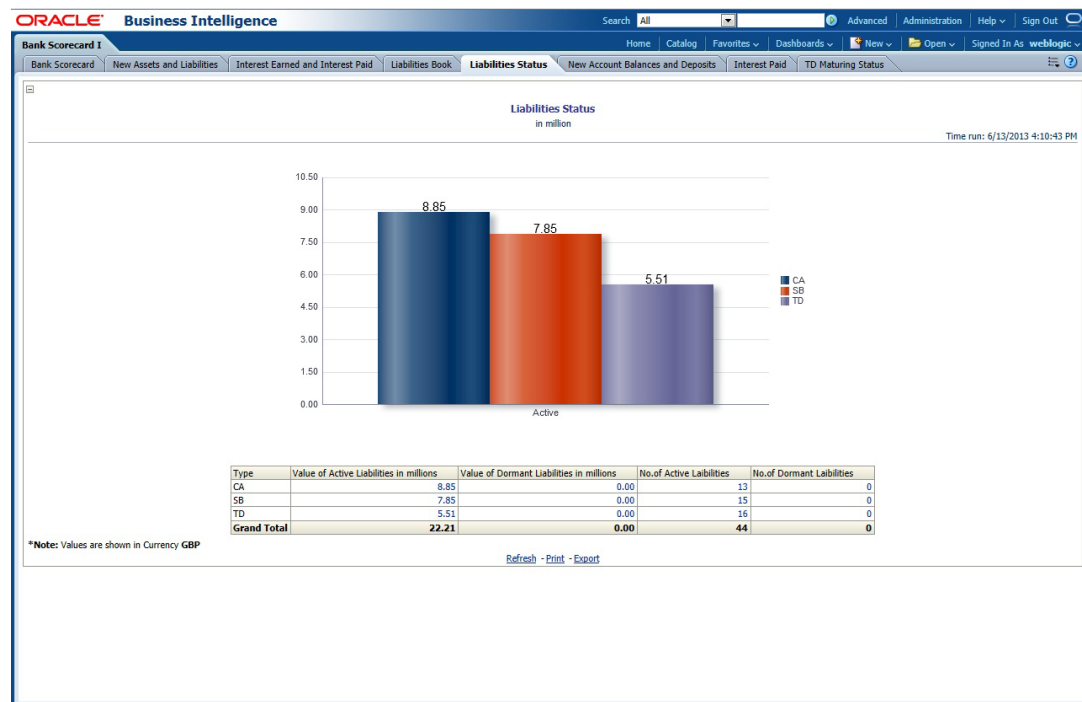 ORACLE Business Intelligence Search All Advanced Administration Help Sign Out
Bank Scorecard I Home Catalog Favorites Dashboards New Open Signed In As weblogic
Bank Scorecard New Assets and Liabilities Interest Earned and Interest Paid Liabilities Book Liabilities Status New Account Balances and Deposits Interest Paid TD Maturing Status
Liabilities Status
in million
Time run: 6/13/2013 4:10:43 PM
10.50
9.00
7.50
6.00
4.50
3.00
1.50
0.00
8.85
7.85
5.51
Active
CA
SB
TD
Type Value of Active Liabilities in millions Value of Dormant Liabilities in millions No.of Active Laibilities No.of Dormant Laibilities
CA 8.85 0.00 13 0
SB 7.85 0.00 15 0
TD 5.51 0.00 16 0
Grand Total 22.21 0.00 44 0
*Note: Values are shown in Currency GBP
Refresh - Print - Export